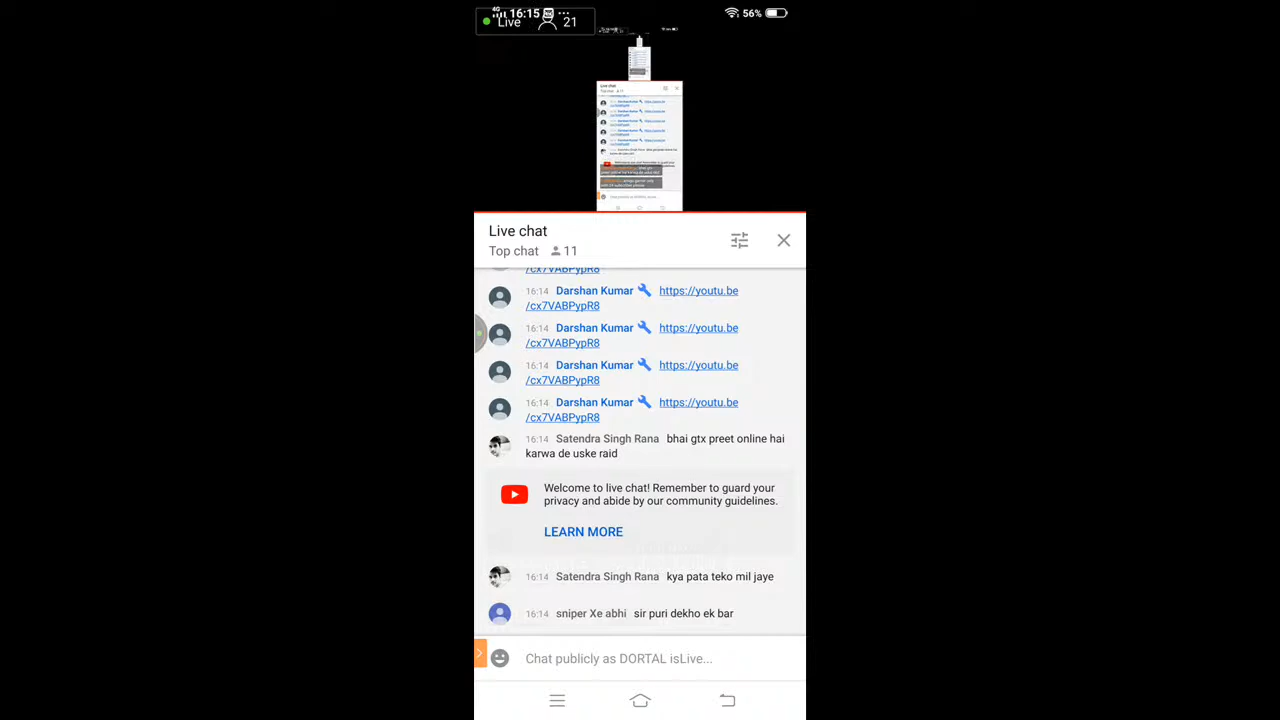 4G 16:15 56%
Live 21
Live chat
Top chat 11
/cx7VABPypR8
16:14 Darshan Kumar https://youtu.be
/cx7VABPypR8
16:14 Darshan Kumar https://youtu.be
/cx7VABPypR8
16:14 Darshan Kumar https://youtu.be
/cx7VABPypR8
16:14 Darshan Kumar https://youtu.be
/cx7VABPypR8
16:14 Satendra Singh Rana bhai gtx preet online hai
karwa de uske raid
Welcome to live chat! Remember to guard your
privacy and abide by our community guidelines.
LEARN MORE
16:14 Satendra Singh Rana kya pata teko mil jaye
16:14 sniper Xe abhi sir puri dekho ek bar
Chat publicly as DORTAL isLive...